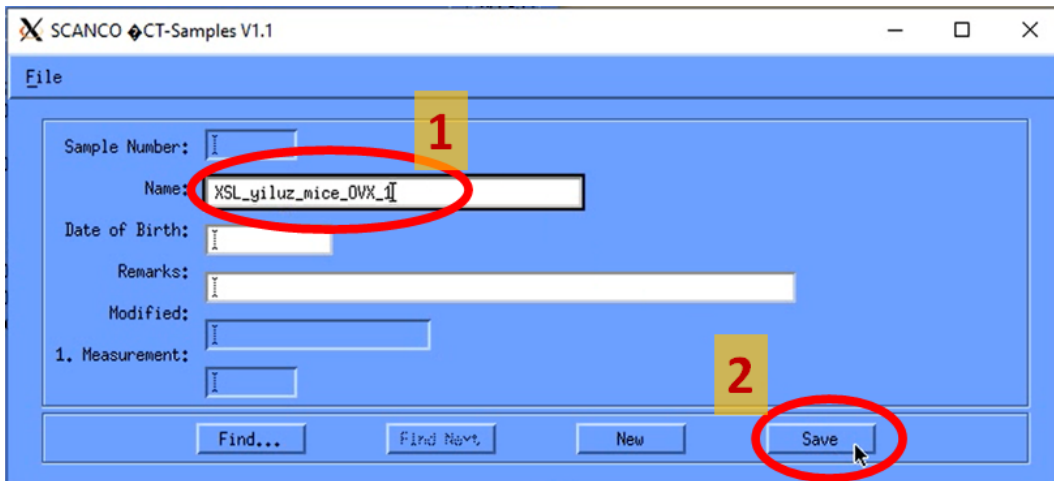 SCANCO �CT-Samples V1.1
File
1
Sample Number:
Name: XSL_yiluz_mice_OVX_1
Date of Birth:
Remarks:
Modified:
1. Measurement:
2
Find... Find Next New Save